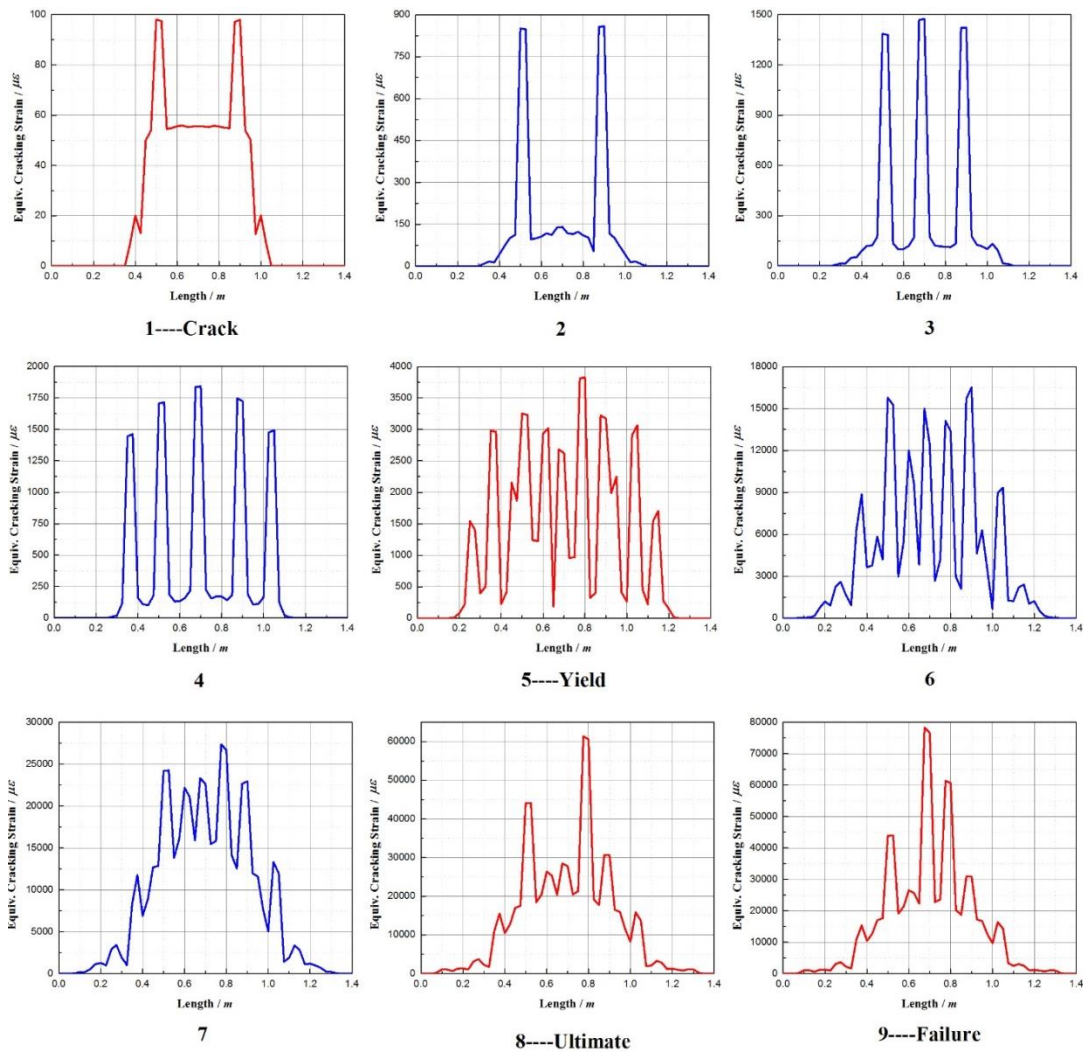 Equiv. Cracking Strain / με
100
80
60
40
20
0
0.0 0.2 0.4 0.6 0.8 1.0 1.2 1.4
Length / m
1----Crack
Equiv. Cracking Strain / με
900
750
600
450
300
150
0
0.0 0.2 0.4 0.6 0.8 1.0 1.2 1.4
Length / m
2
Equiv. Cracking Strain / με
1500
1200
900
600
300
0
0.0 0.2 0.4 0.6 0.8 1.0 1.2 1.4
Length / m
3
Equiv. Cracking Strain / με
2000
1750
1500
1250
1000
750
500
250
0
0.0 0.2 0.4 0.6 0.8 1.0 1.2 1.4
Length / m
4
Equiv. Cracking Strain / με
4000
3500
3000
2500
2000
1500
1000
500
0
0.0 0.2 0.4 0.6 0.8 1.0 1.2 1.4
Length / m
5----Yield
Equiv. Cracking Strain / με
18000
15000
12000
9000
6000
3000
0
0.0 0.2 0.4 0.6 0.8 1.0 1.2 1.4
Length / m
6
Equiv. Cracking Strain / με
30000
25000
20000
15000
10000
5000
0
0.0 0.2 0.4 0.6 0.8 1.0 1.2 1.4
Length / m
7
Equiv. Cracking Strain / με
60000
50000
40000
30000
20000
10000
0
0.0 0.2 0.4 0.6 0.8 1.0 1.2 1.4
Length / m
8----Ultimate
Equiv. Cracking Strain / με
80000
70000
60000
50000
40000
30000
20000
10000
0
0.0 0.2 0.4 0.6 0.8 1.0 1.2 1.4
Length / m
9----Failure